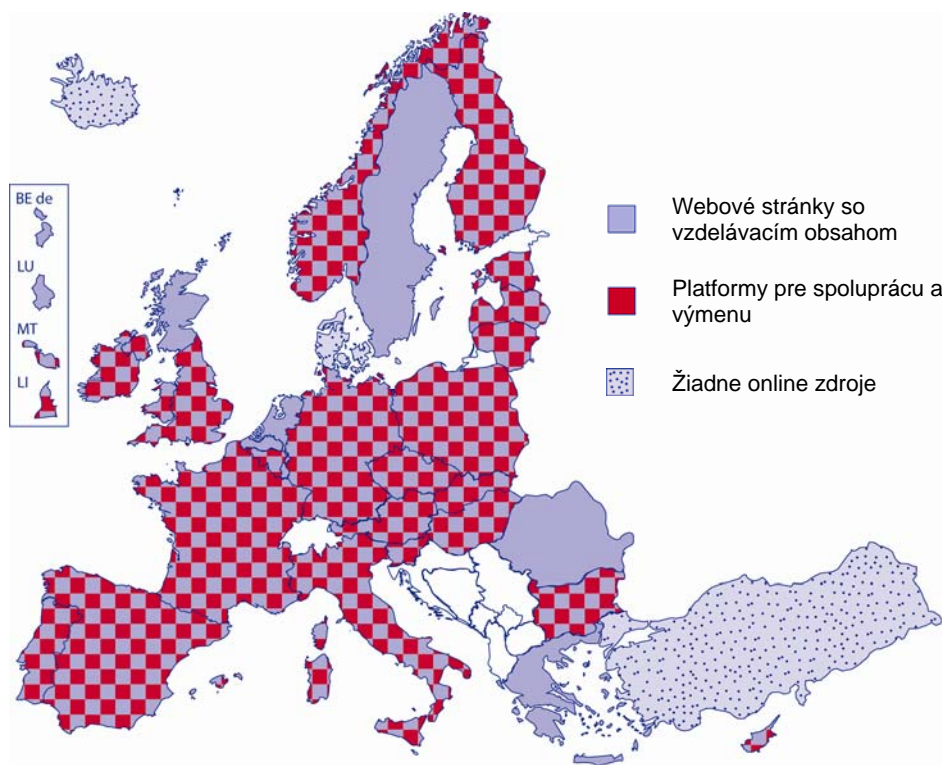 BE de
LU
MT
LI
Webové stránky so
vzdelávacím obsahom
Platformy pre spoluprácu a
výmenu
Žiadne online zdroje